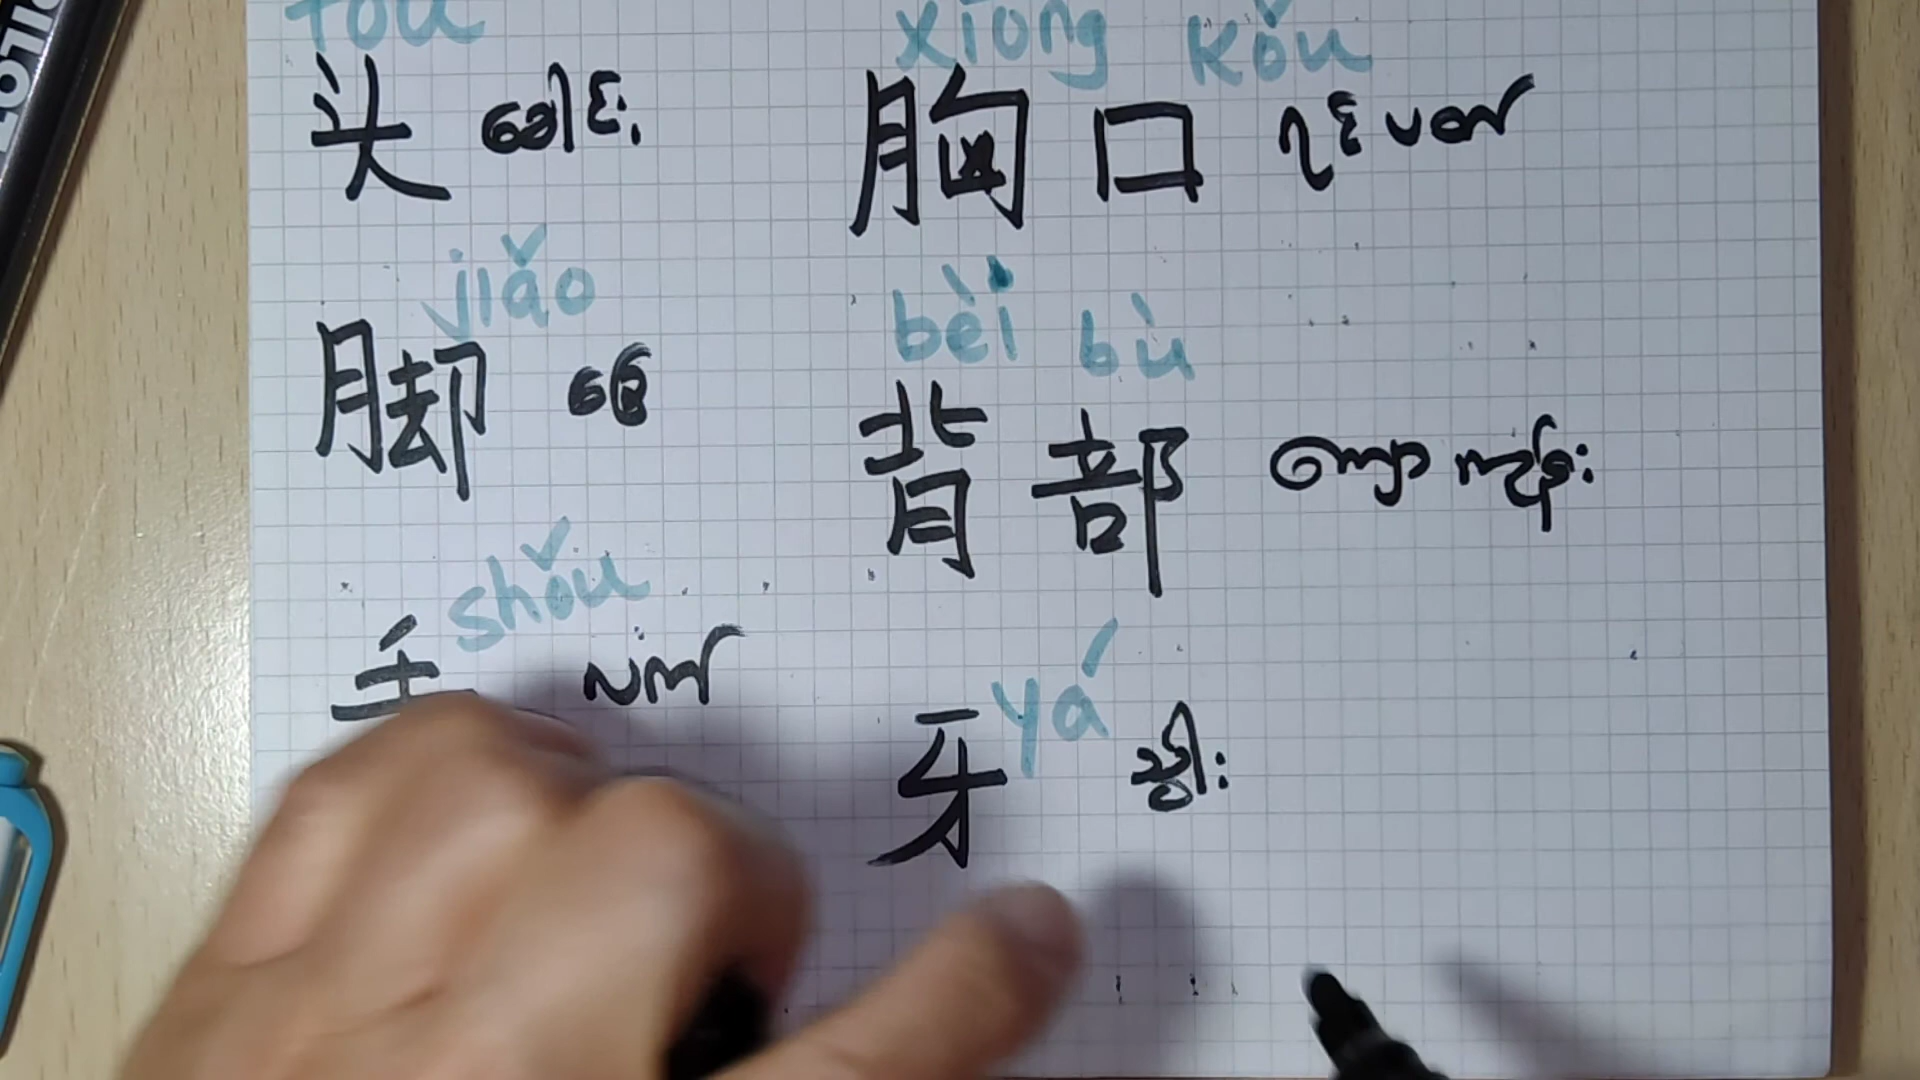 tóu
头 ခေါင်း
xiōng kǒu
胸口 ရင်ဘတ်
jiǎo
脚 ခြေ
bèi bù
背部 ကျောကုန်း
shǒu
手 လက်
yá
牙 သွား